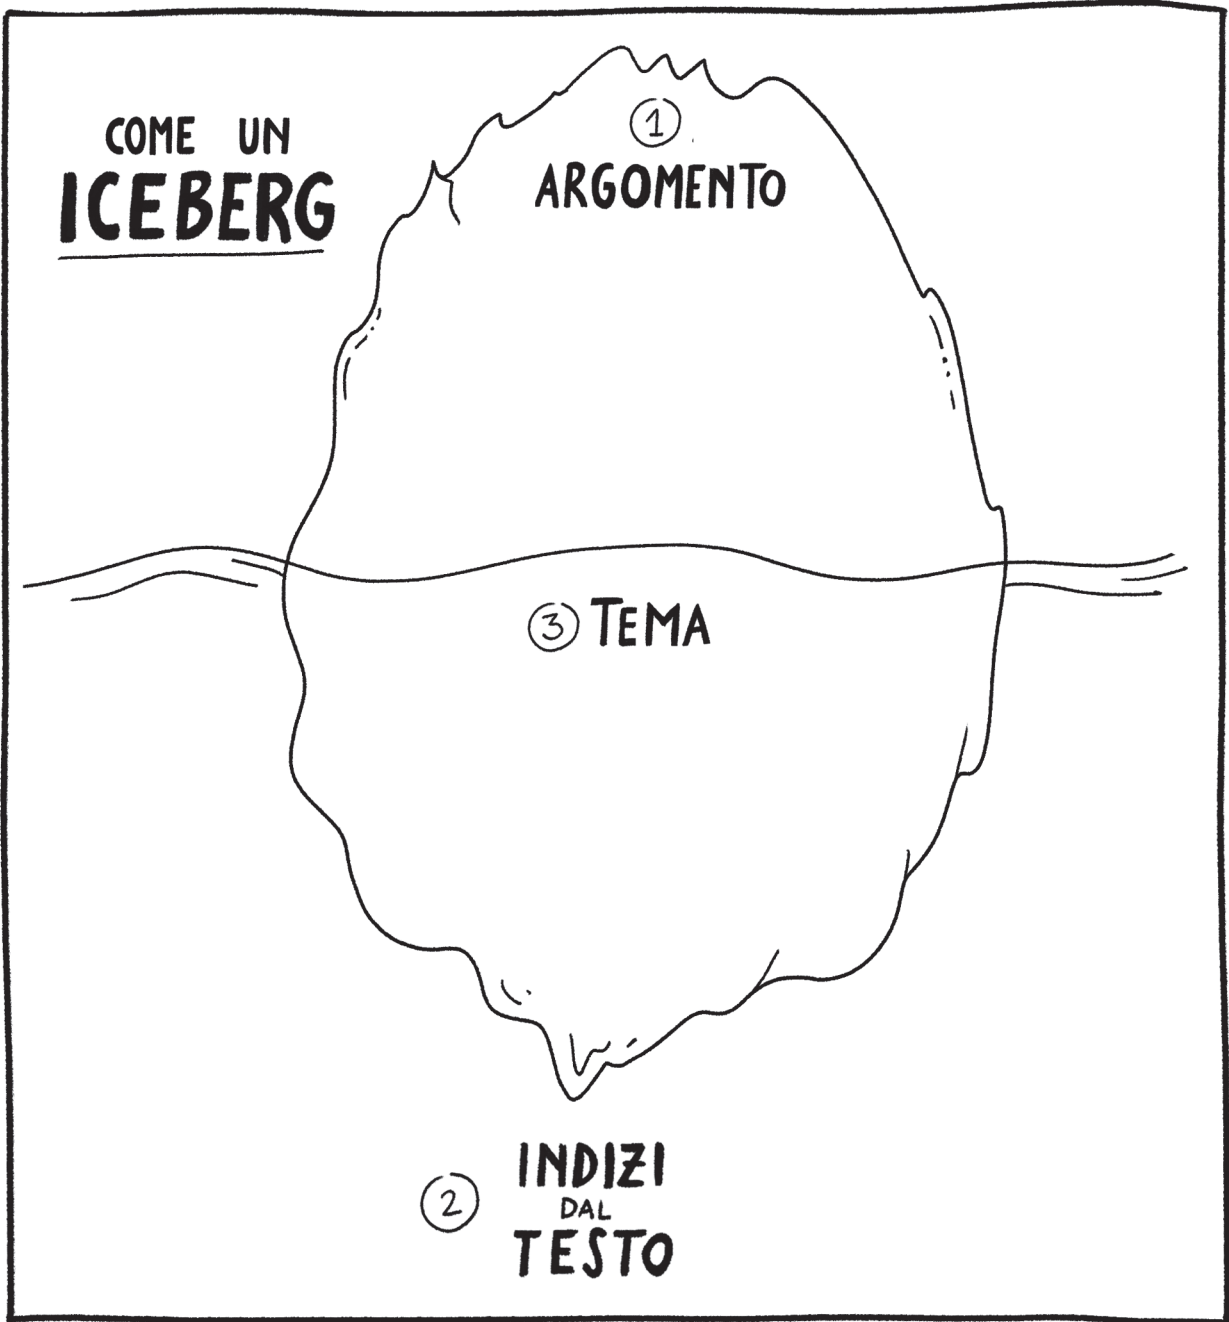 COME UN
ICEBERG
1
ARGOMENTO
3 TEMA
INDIZI
2 DAL
TESTO